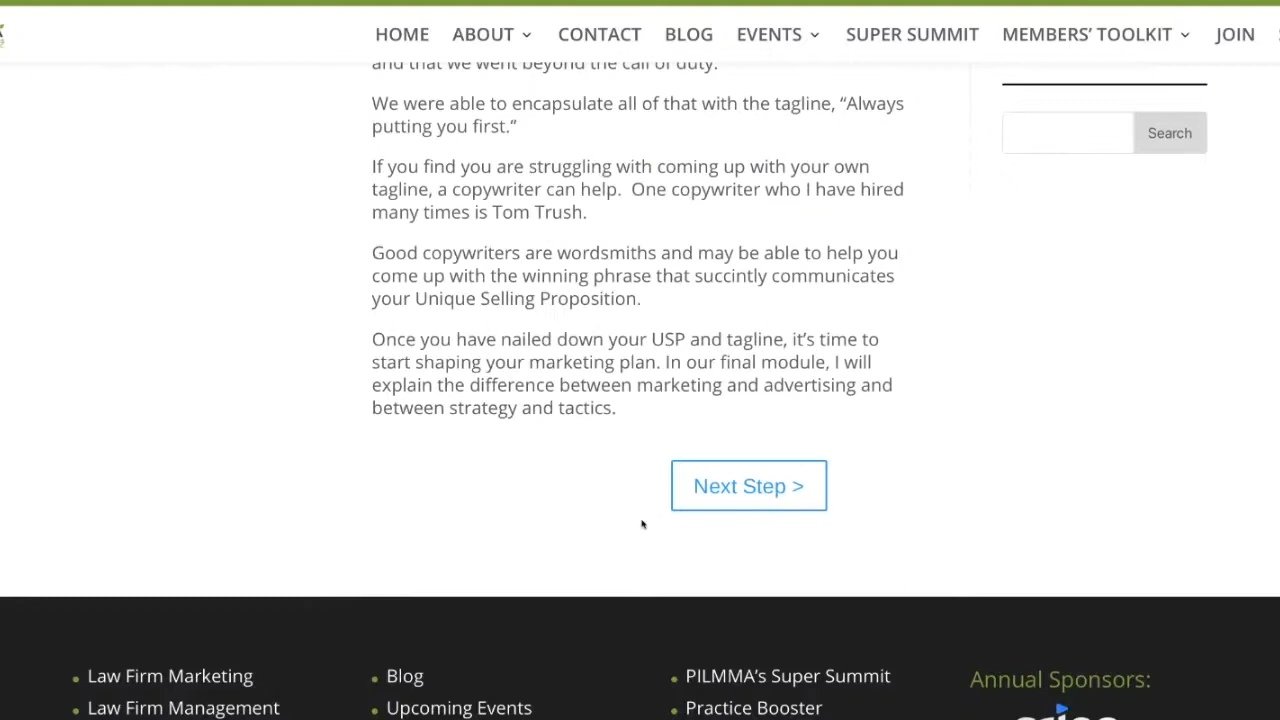 HOME ABOUT CONTACT BLOG EVENTS SUPER SUMMIT MEMBERS’ TOOLKIT JOIN
and that we went beyond the call of duty.
We were able to encapsulate all of that with the tagline, “Always
putting you first.”
If you find you are struggling with coming up with your own
tagline, a copywriter can help.  One copywriter who I have hired
many times is Tom Trush.
Good copywriters are wordsmiths and may be able to help you
come up with the winning phrase that succintly communicates
your Unique Selling Proposition.
Once you have nailed down your USP and tagline, it’s time to
start shaping your marketing plan. In our final module, I will
explain the difference between marketing and advertising and
between strategy and tactics.
Next Step >
Search
Law Firm Marketing
Law Firm Management
Blog
Upcoming Events
PILMMA’s Super Summit
Practice Booster
Annual Sponsors: